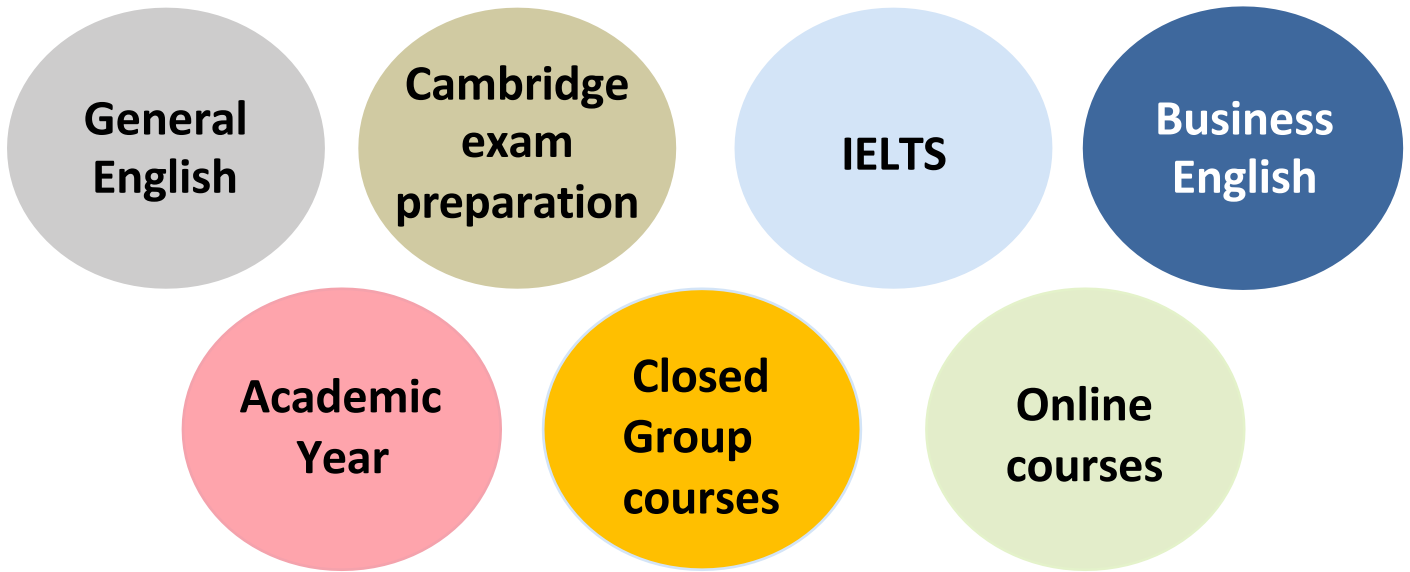 General
English
Cambridge
exam
preparation
IELTS
Business
English
Academic
Year
Closed
Group
courses
Online
courses